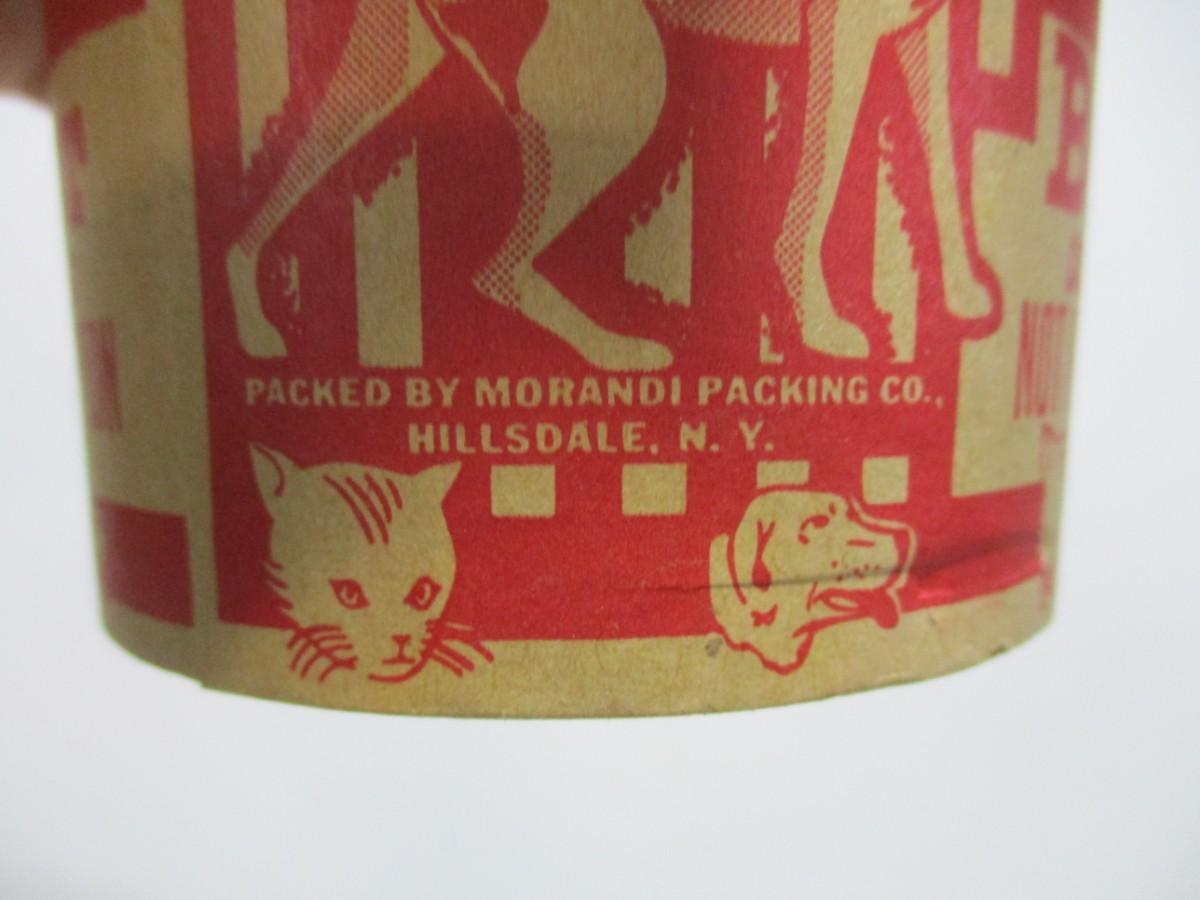 PACKED BY MORANDI PACKING CO.,
HILLSDALE, N. Y.